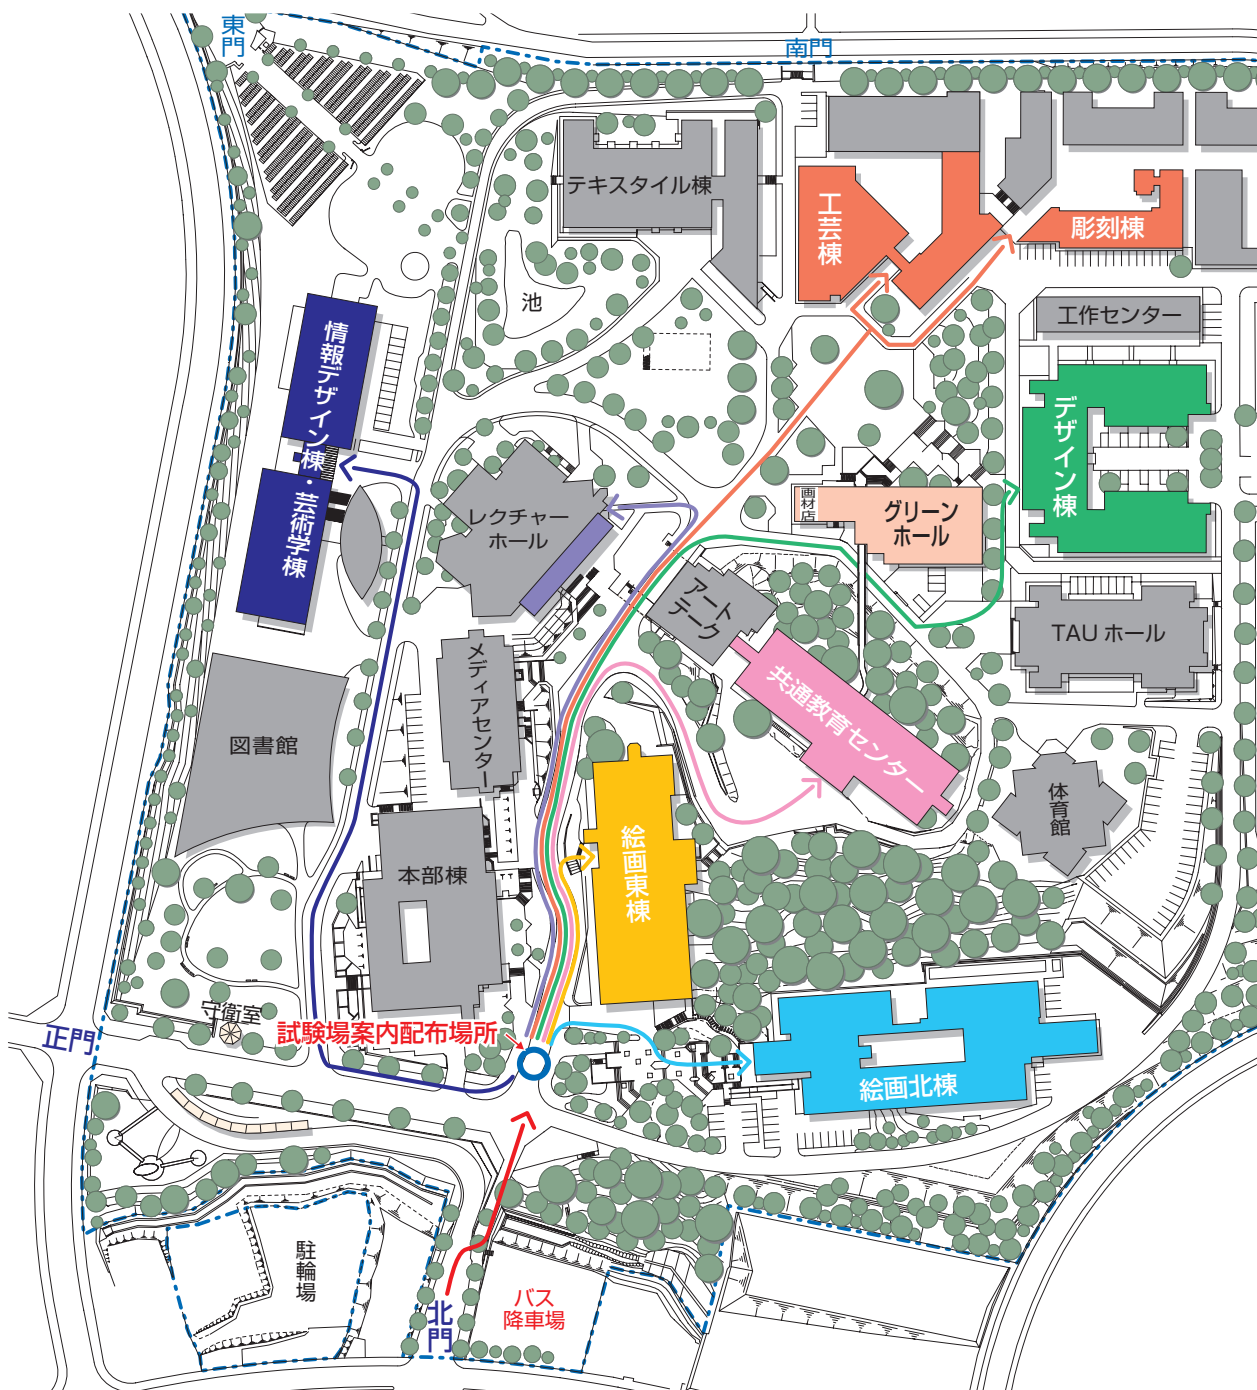 東門
南門
テキスタイル棟
工芸棟
彫刻棟
池
工作センター
情報デザイン棟・芸術学棟
デザイン棟
レクチャー
ホール
画材店
グリーン
ホール
アート
テーク
TAU ホール
メディアセンター
共通教育センター
図書館
体育館
絵画東棟
本部棟
守衛室
正門
試験場案内配布場所
絵画北棟
駐輪場
北門
バス
降車場